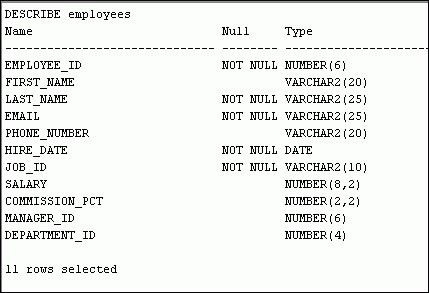 DESCRIBE employees
Name Null Type
------------------------------ -------- ----------------------------
EMPLOYEE_ID NOT NULL NUMBER(6)
FIRST_NAME VARCHAR2(20)
LAST_NAME NOT NULL VARCHAR2(25)
EMAIL NOT NULL VARCHAR2(25)
PHONE_NUMBER VARCHAR2(20)
HIRE_DATE NOT NULL DATE
JOB_ID NOT NULL VARCHAR2(10)
SALARY NUMBER(8,2)
COMMISSION_PCT NUMBER(2,2)
MANAGER_ID NUMBER(6)
DEPARTMENT_ID NUMBER(4)
11 rows selected